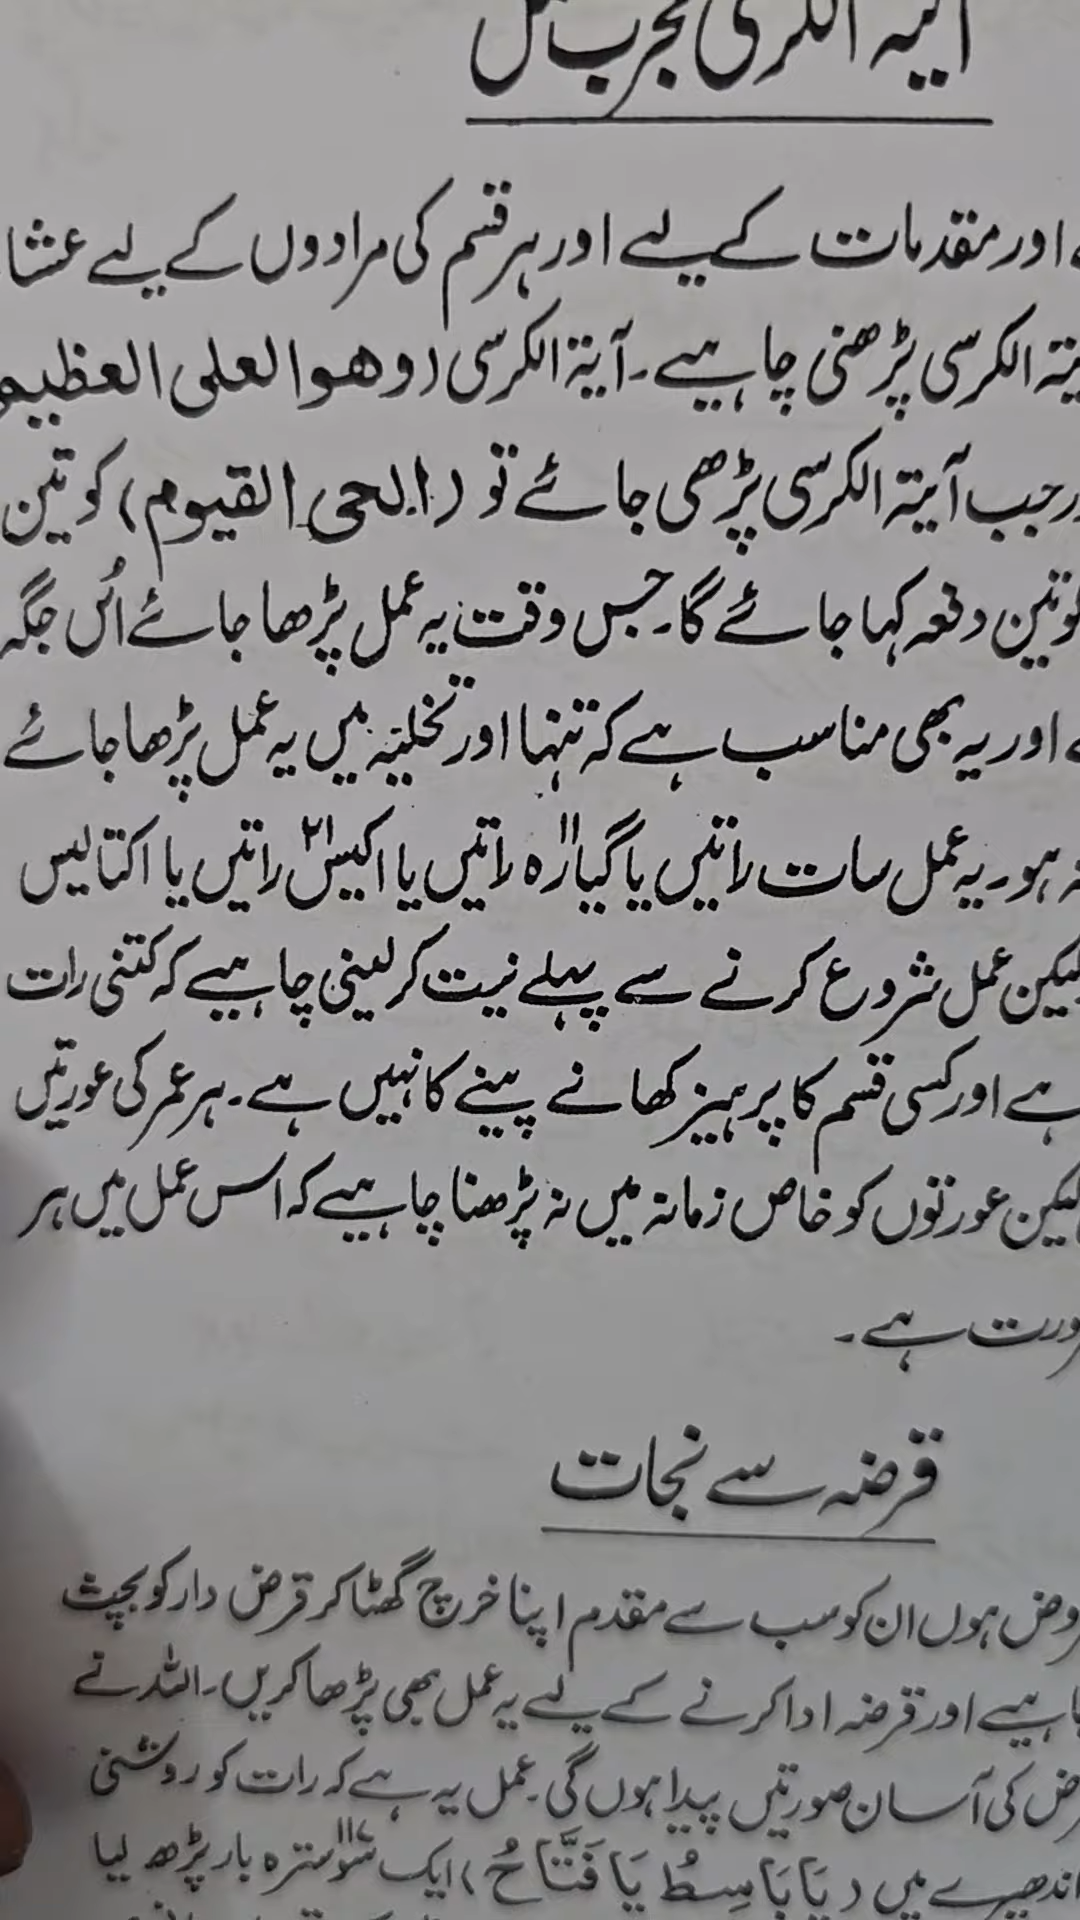 آیتہ الکرسی مجرب عمل
اور مقدمات کے لیے اور ہر قسم کی مرادوں کے لیے عشا
الکرسی پڑھنی چاہیے۔ آیتہ الکرسی (وھو العلی العظیم
جب آیتہ الکرسی پڑھی جائے تو (الحی القیوم) کو تین
تین دفعہ کہا جائے گا۔ جس وقت یہ عمل پڑھا جائے اُس جگہ
اور یہ بھی مناسب ہے کہ تنہا اور تخلیہ میں یہ عمل پڑھا جائے
ہو۔ یہ عمل سات راتیں یا گیارہ ۱۱ راتیں یا اکیس ۲۱ راتیں یا اکتالیس
لیکن عمل شروع کرنے سے پہلے نیت کر لینی چاہیے کہ کتنی رات
ہے اور کسی قسم کا پرہیز کھانے پینے کا نہیں ہے۔ ہر عمر کی عورتیں
لیکن عورتوں کو خاص زمانہ میں نہ پڑھنا چاہیے کہ اس عمل میں ہر
ہے۔
قرضہ سے نجات
ہوں ان کو سب سے مقدم اپنا خرچ گھٹا کر قرض دار کو بچت
اور قرضہ ادا کرنے کے لیے یہ عمل بھی پڑھا کریں۔ اللہ نے
کی آسان صورتیں پیدا ہوں گی۔ عمل یہ ہے کہ رات کو روشنی
اندھیرے میں (یَا بَاسِطُ یَا فَتَّاحُ) ایک سو سترہ ۱۱۷ بار پڑھ لیا